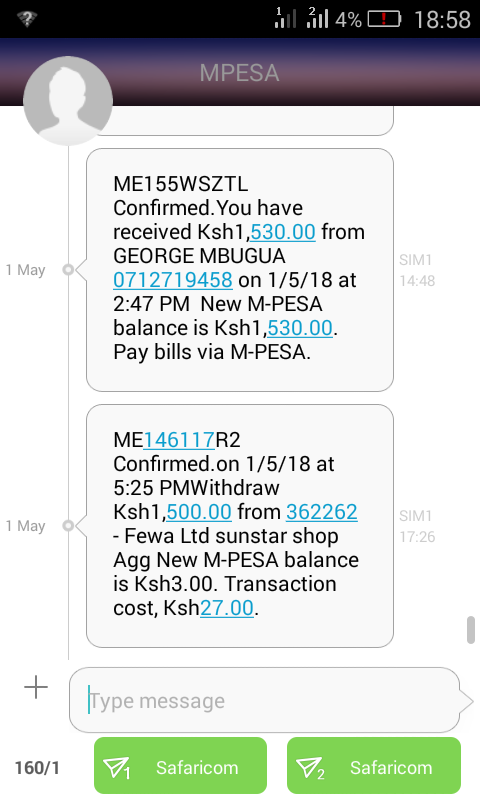 1 2 4% 18:58
MPESA
ME155WSZTL
Confirmed.You have
received Ksh1,530.00 from
GEORGE MBUGUA
0712719458 on 1/5/18 at
2:47 PM  New M-PESA
balance is Ksh1,530.00.
Pay bills via M-PESA.
1 May
SIM1
14:48
ME146117R2
Confirmed.on 1/5/18 at
5:25 PMWithdraw
Ksh1,500.00 from 362262
- Fewa Ltd sunstar shop
Agg New M-PESA balance
is Ksh3.00. Transaction
cost, Ksh27.00.
1 May
SIM1
17:26
Type message
160/1
1 Safaricom
2 Safaricom